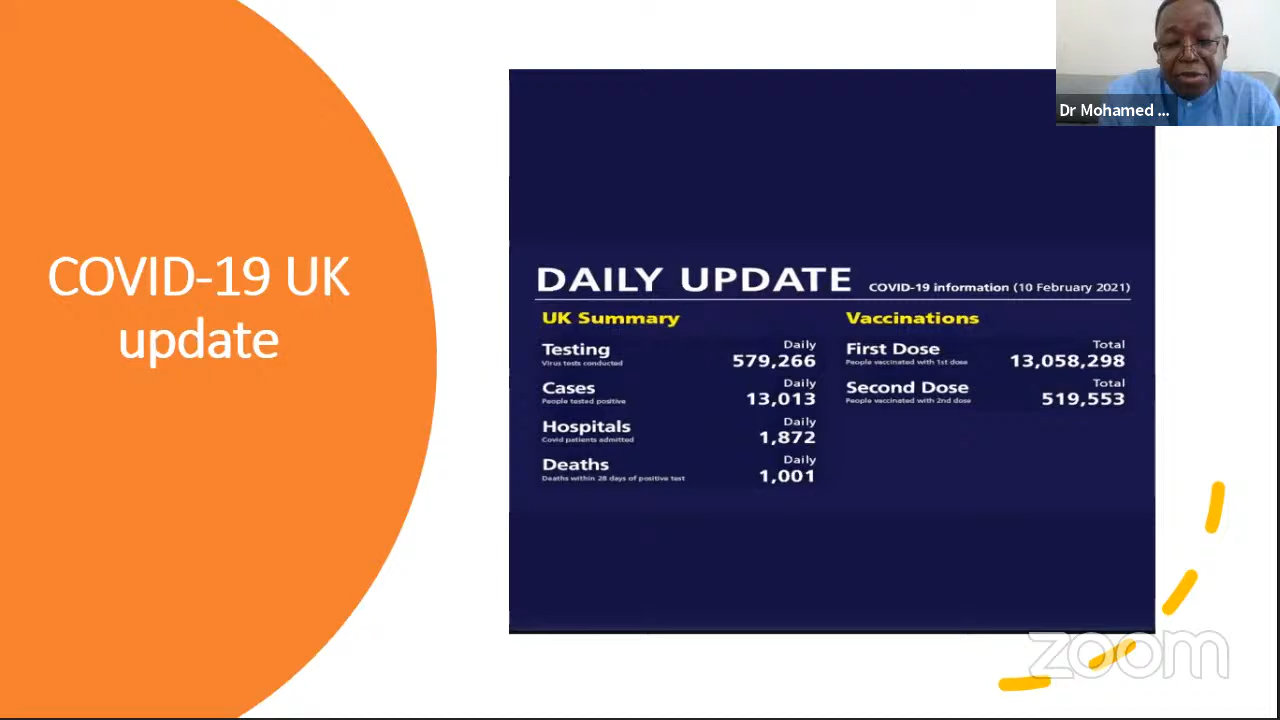 COVID-19 UK
update
DAILY UPDATE COVID-19 information (10 February 2021)
UK Summary
Testing Daily
Virus tests conducted 579,266
Cases Daily
People tested positive 13,013
Hospitals Daily
Covid patients admitted 1,872
Deaths Daily
Deaths within 28 days of positive test 1,001
Vaccinations
First Dose Total
People vaccinated with 1st dose 13,058,298
Second Dose Total
People vaccinated with 2nd dose 519,553
Dr Mohamed ...
zoom